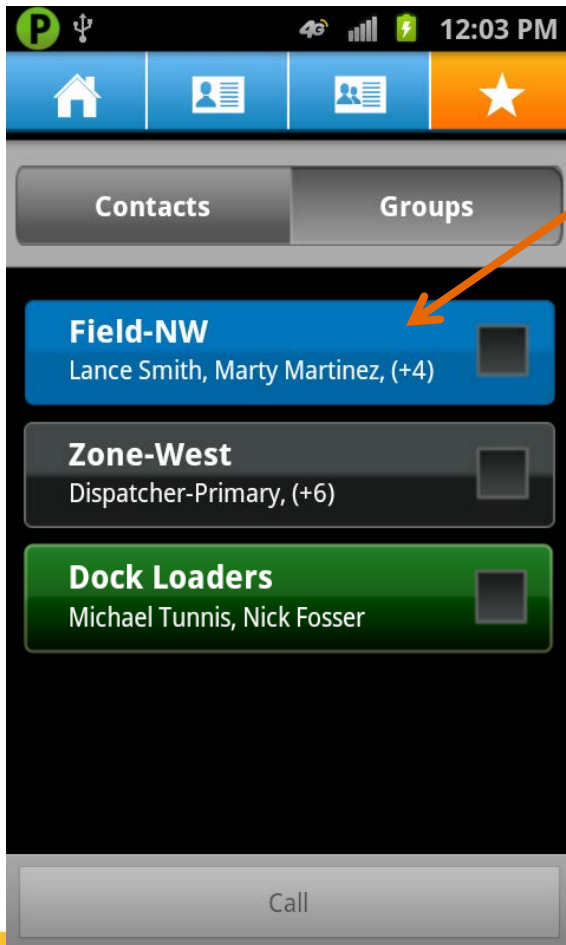 P 4G 12:03 PM
Contacts Groups
Field-NW
Lance Smith, Marty Martinez, (+4)
Zone-West
Dispatcher-Primary, (+6)
Dock Loaders
Michael Tunnis, Nick Fosser
Call